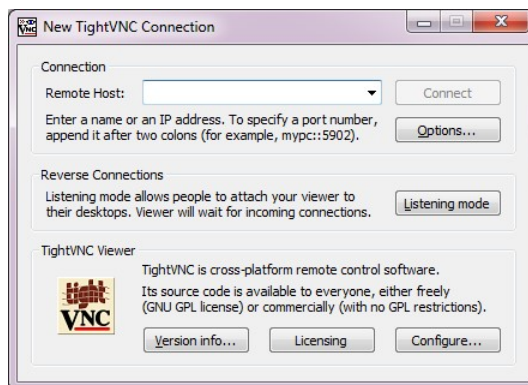 New TightVNC Connection
Connection
Remote Host:
Connect
Enter a name or an IP address. To specify a port number,
append it after two colons (for example, mypc::5902).
Options...
Reverse Connections
Listening mode allows people to attach your viewer to
their desktops. Viewer will wait for incoming connections.
Listening mode
TightVNC Viewer
TightVNC is cross-platform remote control software.
Its source code is available to everyone, either freely
(GNU GPL license) or commercially (with no GPL restrictions).
tight
VNC
Version info...
Licensing
Configure...